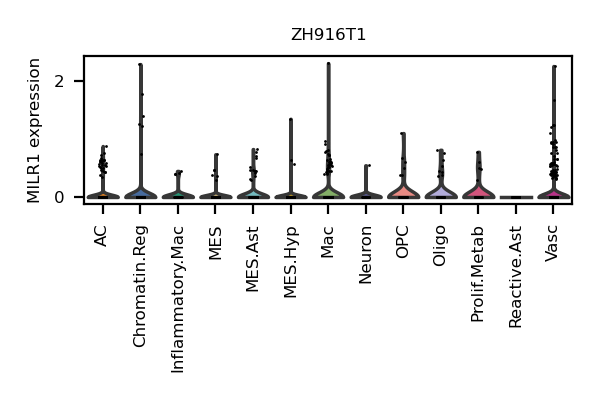 ZH916T1
MILR1 expression
2
0
AC
Chromatin.Reg
Inflammatory.Mac
MES
MES.Ast
MES.Hyp
Mac
Neuron
OPC
Oligo
Prolif.Metab
Reactive.Ast
Vasc